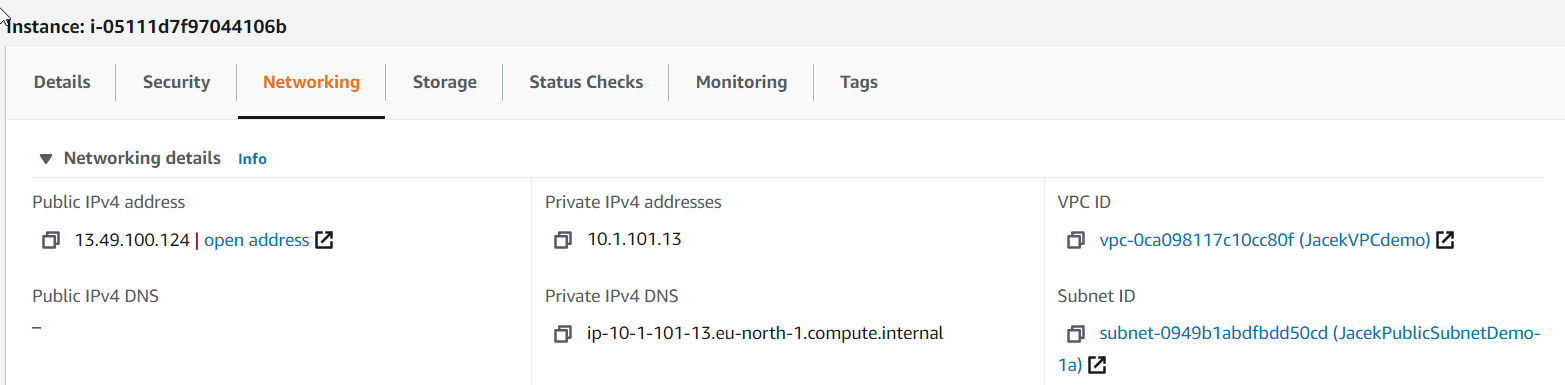 Instance: i-05111d7f97044106b
Details Security Networking Storage Status Checks Monitoring Tags
Networking details Info
Public IPv4 address
13.49.100.124 | open address
Public IPv4 DNS
–
Private IPv4 addresses
10.1.101.13
Private IPv4 DNS
ip-10-1-101-13.eu-north-1.compute.internal
VPC ID
vpc-0ca098117c10cc80f (JacekVPCdemo)
Subnet ID
subnet-0949b1abdfbdd50cd (JacekPublicSubnetDemo-
1a)